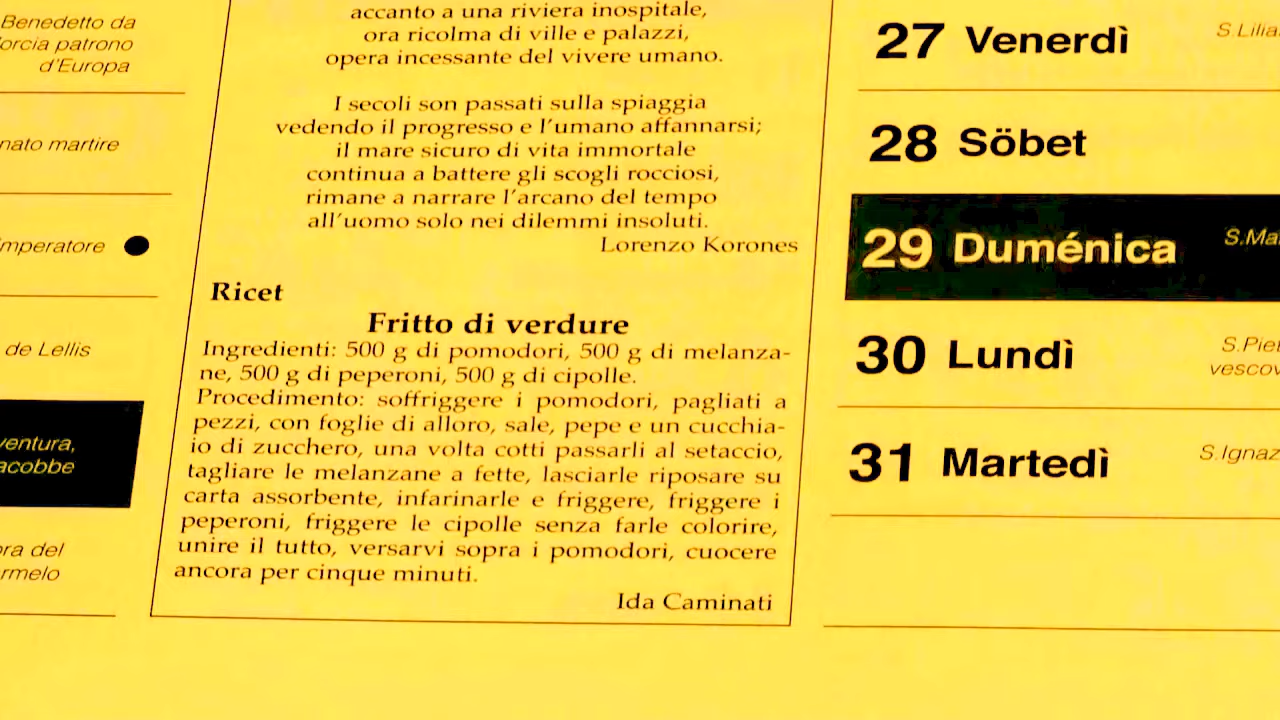 Benedetto da
orcia patrono
d'Europa
nato martire
mperatore
de Lellis
ventura,
acobbe
ora del
rmelo
accanto a una riviera inospitale,
ora ricolma di ville e palazzi,
opera incessante del vivere umano.
I secoli son passati sulla spiaggia
vedendo il progresso e l'umano affannarsi;
il mare sicuro di vita immortale
continua a battere gli scogli rocciosi,
rimane a narrare l'arcano del tempo
all'uomo solo nei dilemmi insoluti.
Lorenzo Korones
Ricet
Fritto di verdure
Ingredienti: 500 g di pomodori, 500 g di melanza-
ne, 500 g di peperoni, 500 g di cipolle.
Procedimento: soffriggere i pomodori, pagliati a
pezzi, con foglie di alloro, sale, pepe e un cucchia-
io di zucchero, una volta cotti passarli al setaccio,
tagliare le melanzane a fette, lasciarle riposare su
carta assorbente, infarinarle e friggere, friggere i
peperoni, friggere le cipolle senza farle colorire,
unire il tutto, versarvi sopra i pomodori, cuocere
ancora per cinque minuti.
Ida Caminati
27 Venerdì S.Lilia
28 Söbet
29 Duménica S.Ma
30 Lundì S.Piet
vescov
31 Martedì S.Ignaz